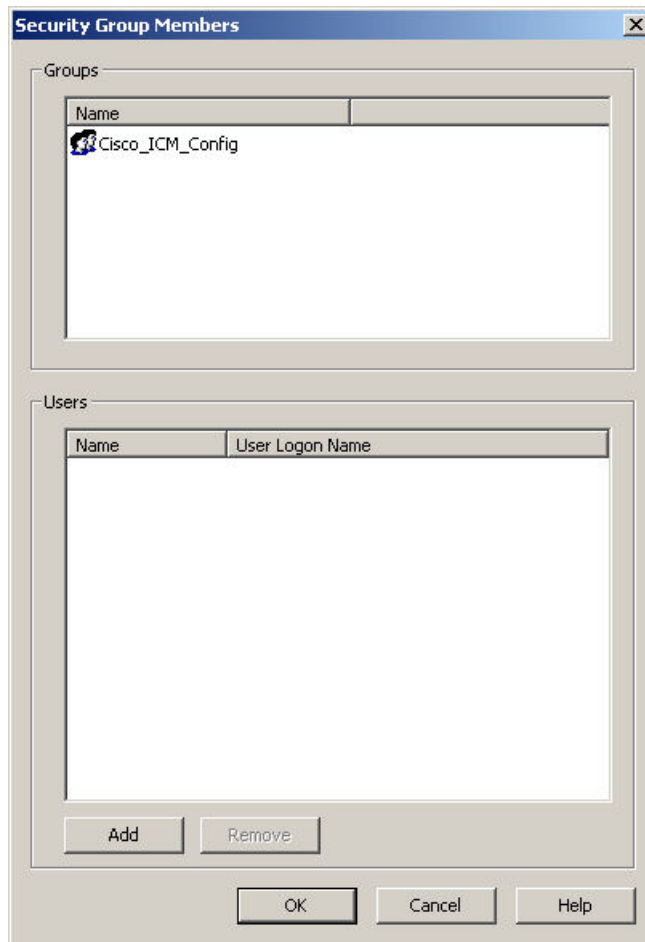 Security Group Members
Groups
Name
Cisco_ICM_Config
Users
Name User Logon Name
Add Remove
OK Cancel Help